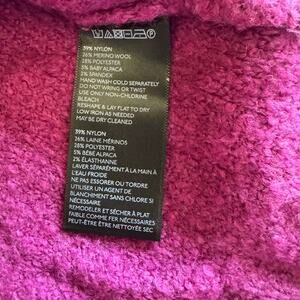 39% NYLON
26% MERINO WOOL
28% POLYESTER
5% BABY ALPACA
2% SPANDEX
HAND WASH COLD SEPARATELY
DO NOT WRING OR TWIST
USE ONLY NON-CHLORINE
BLEACH
RESHAPE & LAY FLAT TO DRY
LOW IRON AS NEEDED
MAY BE DRY CLEANED
39% NYLON
26% LAINE MÉRINOS
28% POLYESTER
5% BÉBÉ ALPACA
2% ÉLASTHANNE
LAVER SÉPARÉMENT À LA MAIN À
L'EAU FROIDE
NE PAS ESSORER OU TORDRE
UTILISER UN AGENT DE
BLANCHIMENT SANS CHLORE SI
NÉCESSAIRE
REMODELER ET SÉCHER À PLAT
FAIBLE COMME FER NÉCESSAIRES
PEUT-ÊTRE ÊTRE NETTOYÉE SEC